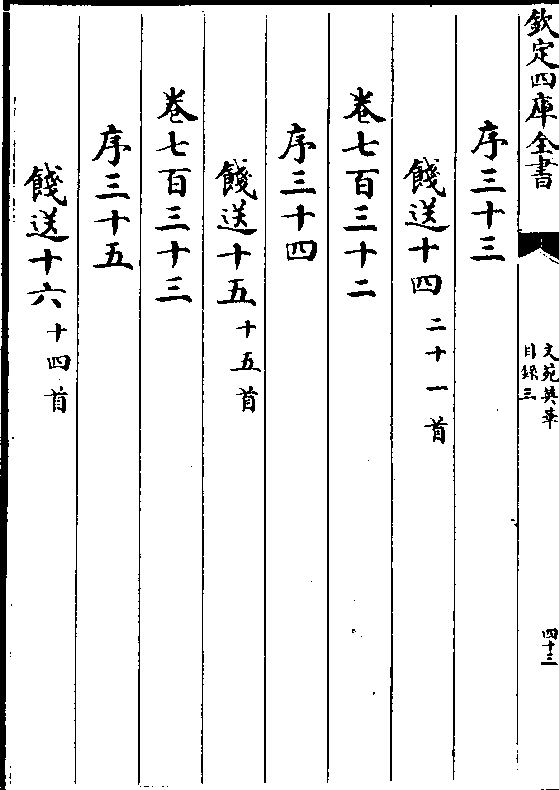 欽定四庫全書
文苑英華
目錄三
四十三
序三十三
餞送十四 二十一首
卷七百三十二
序三十四
餞送十五 十五首
卷七百三十三
序三十五
餞送十六 十四首